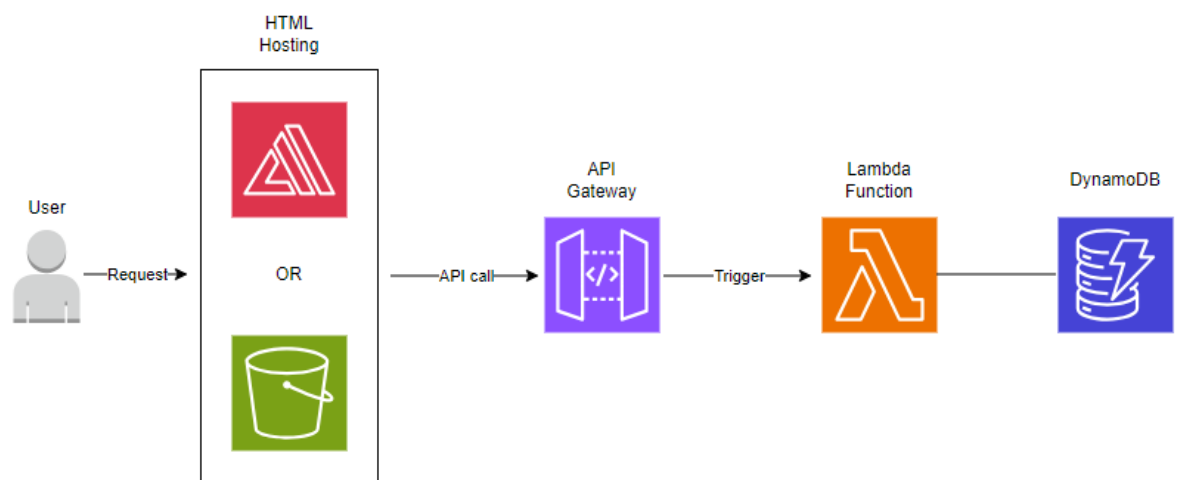 HTML
Hosting
User
Request
OR
API call
API
Gateway
</>
Trigger
Lambda
Function
DynamoDB